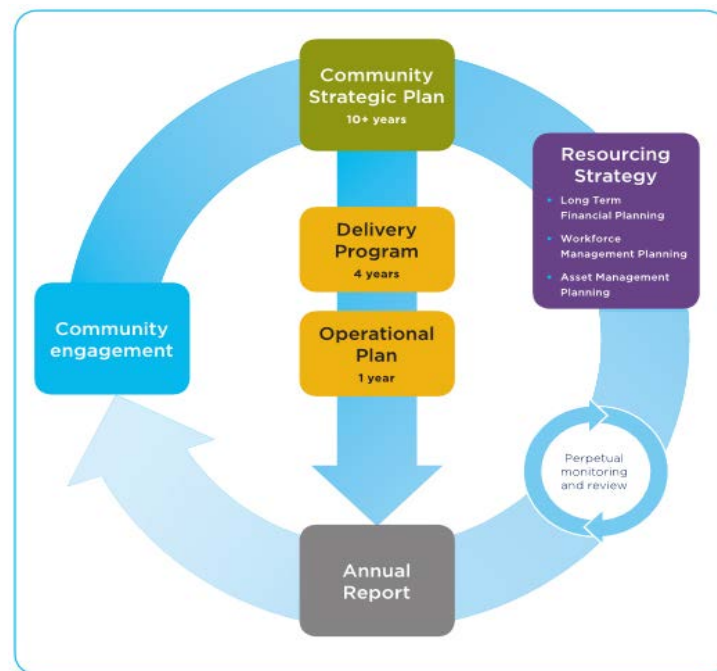 Community
Strategic Plan
10+ years
Resourcing
Strategy
• Long Term
Financial Planning
• Workforce
Management Planning
• Asset Management
Planning
Delivery
Program
4 years
Community
engagement
Operational
Plan
1 year
Perpetual
monitoring
and review
Annual
Report